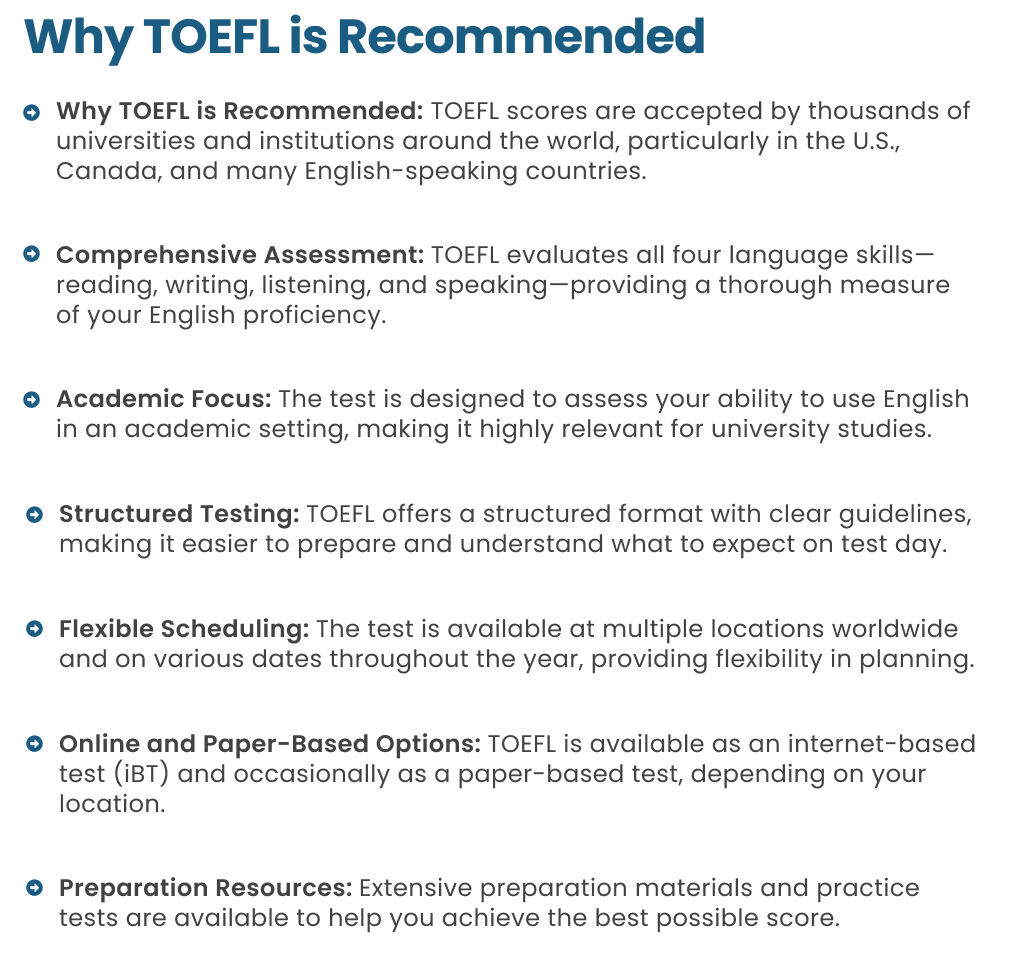 Why TOEFL is Recommended
Why TOEFL is Recommended: TOEFL scores are accepted by thousands of
universities and institutions around the world, particularly in the U.S.,
Canada, and many English-speaking countries.
Comprehensive Assessment: TOEFL evaluates all four language skills—
reading, writing, listening, and speaking—providing a thorough measure
of your English proficiency.
Academic Focus: The test is designed to assess your ability to use English
in an academic setting, making it highly relevant for university studies.
Structured Testing: TOEFL offers a structured format with clear guidelines,
making it easier to prepare and understand what to expect on test day.
Flexible Scheduling: The test is available at multiple locations worldwide
and on various dates throughout the year, providing flexibility in planning.
Online and Paper-Based Options: TOEFL is available as an internet-based
test (iBT) and occasionally as a paper-based test, depending on your
location.
Preparation Resources: Extensive preparation materials and practice
tests are available to help you achieve the best possible score.